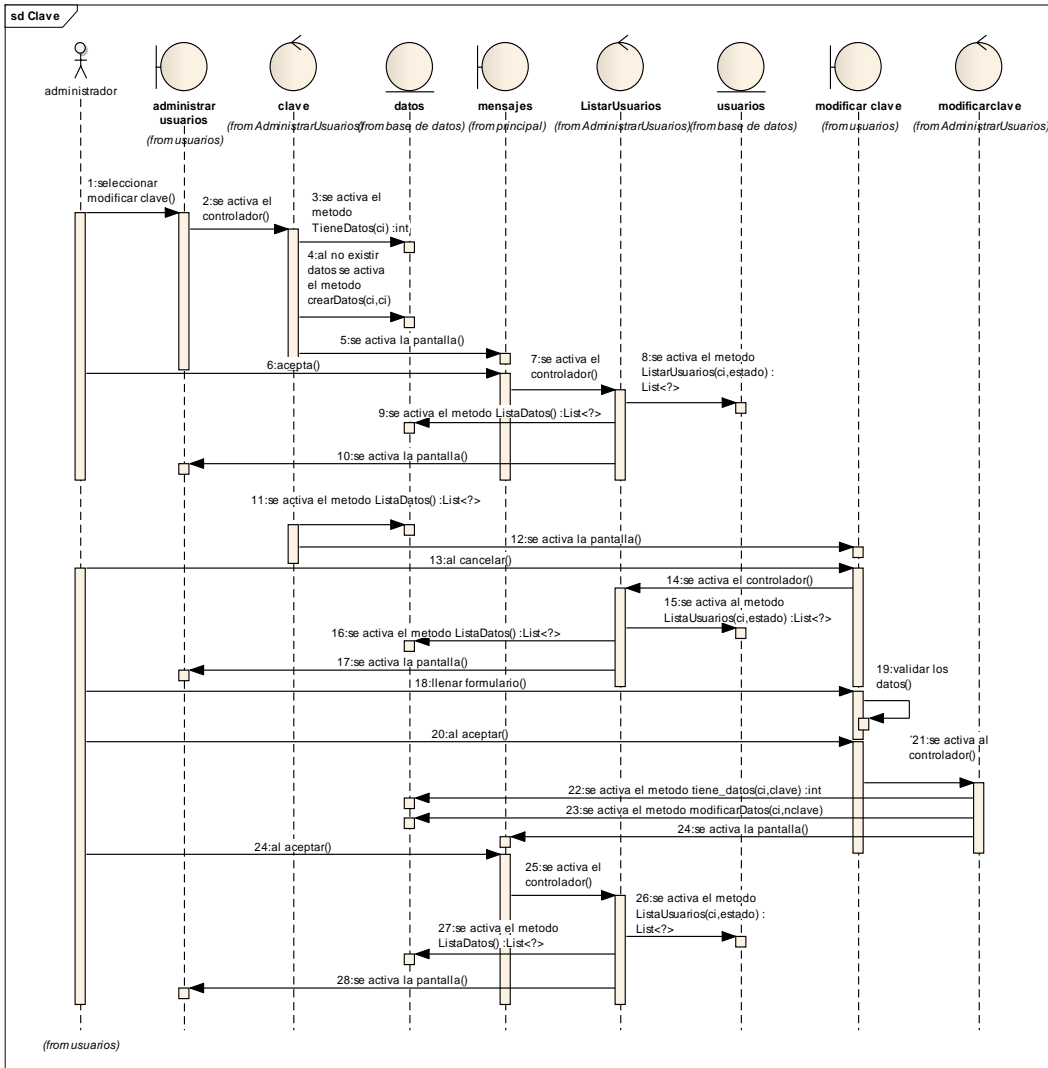 sd Clave
administrador
administrar
usuarios
(from usuarios)
clave
(from AdministrarUsuarios)
datos
(from base de datos)
mensajes
(from principal)
ListarUsuarios
(from AdministrarUsuarios)
usuarios
(from base de datos)
modificar clave
(from usuarios)
modificarclave
(from AdministrarUsuarios)
1:seleccionar
modificar clave()
2:se activa el
controlador()
3:se activa el
metodo
TieneDatos(ci) :int
4:al no existir
datos se activa
el metodo
crearDatos(ci,ci)
5:se activa la pantalla()
6:acepta()
7:se activa el
controlador()
8:se activa el metodo
ListarUsuarios(ci,estado) :
List<?>
9:se activa el metodo ListaDatos() :List<?>
10:se activa la pantalla()
11:se activa el metodo ListaDatos() :List<?>
12:se activa la pantalla()
13:al cancelar()
14:se activa el controlador()
15:se activa al metodo
ListaUsuarios(ci,estado) :List<?>
16:se activa el metodo ListaDatos() :List<?>
17:se activa la pantalla()
18:llenar formulario()
19:validar los
datos()
20:al aceptar()
'21:se activa al
controlador()
22:se activa el metodo tiene_datos(ci,clave) :int
23:se activa el metodo modificarDatos(ci,nclave)
24:se activa la pantalla()
24:al aceptar()
25:se activa el
controlador()
26:se activa el metodo
ListaUsuarios(ci,estado) :
List<?>
27:se activa el metodo
ListaDatos() :List<?>
28:se activa la pantalla()
(from usuarios)